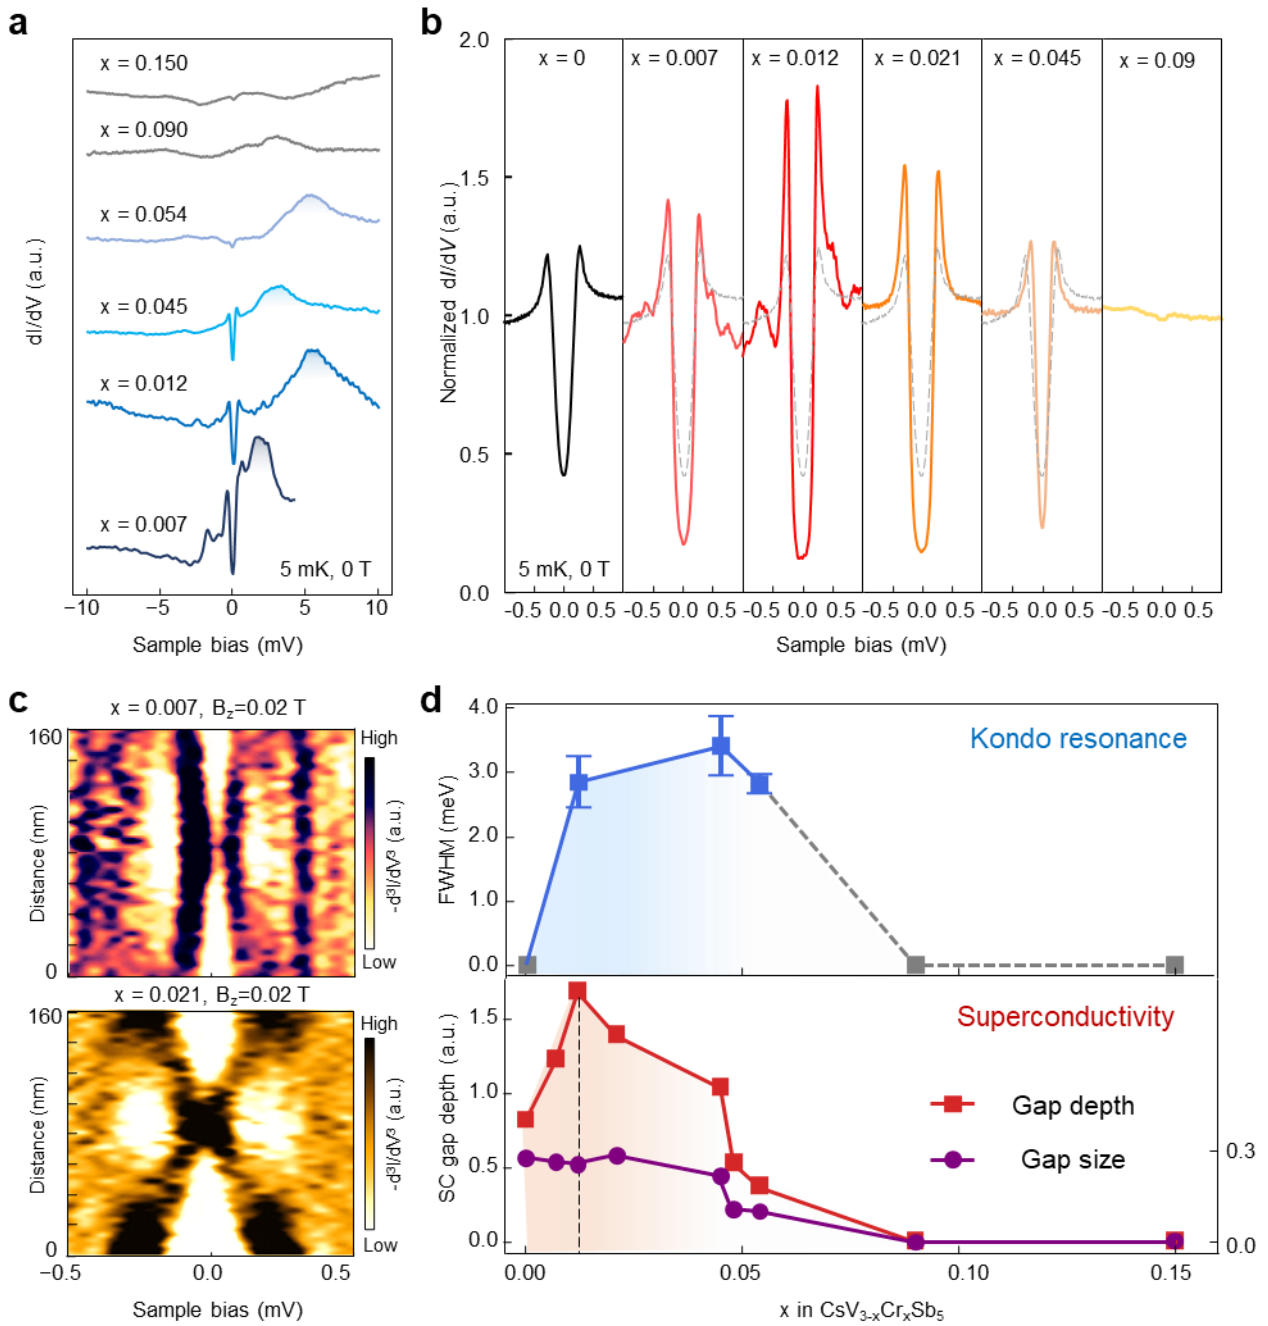 a
x = 0.150
x = 0.090
x = 0.054
x = 0.045
x = 0.012
x = 0.007
5 mK, 0 T
dI/dV (a.u.)
−10 −5 0 5 10
Sample bias (mV)
b
2.0
1.5
1.0
0.5
0.0
Normalized dI/dV (a.u.)
x = 0
x = 0.007
x = 0.012
x = 0.021
x = 0.045
x = 0.09
5 mK, 0 T
-0.5 0.0 0.5 -0.5 0.0 0.5 -0.5 0.0 0.5 -0.5 0.0 0.5 -0.5 0.0 0.5 -0.5 0.0 0.5
Sample bias (mV)
c
x = 0.007, Bz=0.02 T
160
0
Distance (nm)
High
Low
-d³I/dV³ (a.u.)
x = 0.021, Bz=0.02 T
160
0
Distance (nm)
High
Low
-d³I/dV³ (a.u.)
−0.5 0.0 0.5
Sample bias (mV)
d
4.0
3.0
2.0
1.0
0.0
FWHM (meV)
Kondo resonance
1.5
1.0
0.5
0.0
SC gap depth (a.u.)
Superconductivity
Gap depth
Gap size
0.3
0.0
0.00 0.05 0.10 0.15
x in CsV3-xCrxSb5